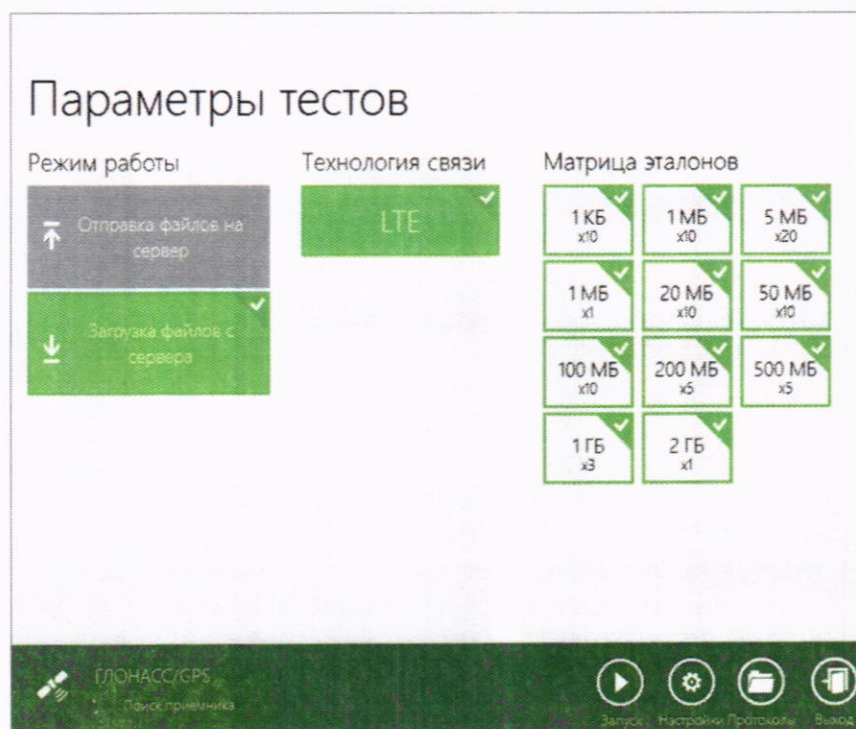 Параметры тестов
Режим работы
Отправка файлов на
сервер
Загрузка файлов с
сервера
Технология связи
LTE
Матрица эталонов
1 КБ
x10
1 МБ
x10
5 МБ
x20
1 МБ
x1
20 МБ
x10
50 МБ
x10
100 МБ
x10
200 МБ
x5
500 МБ
x5
1 ГБ
x3
2 ГБ
x1
ГЛОНАСС/GPS
Поиск приемника
Запуск
Настройки
Протоколы
Выход